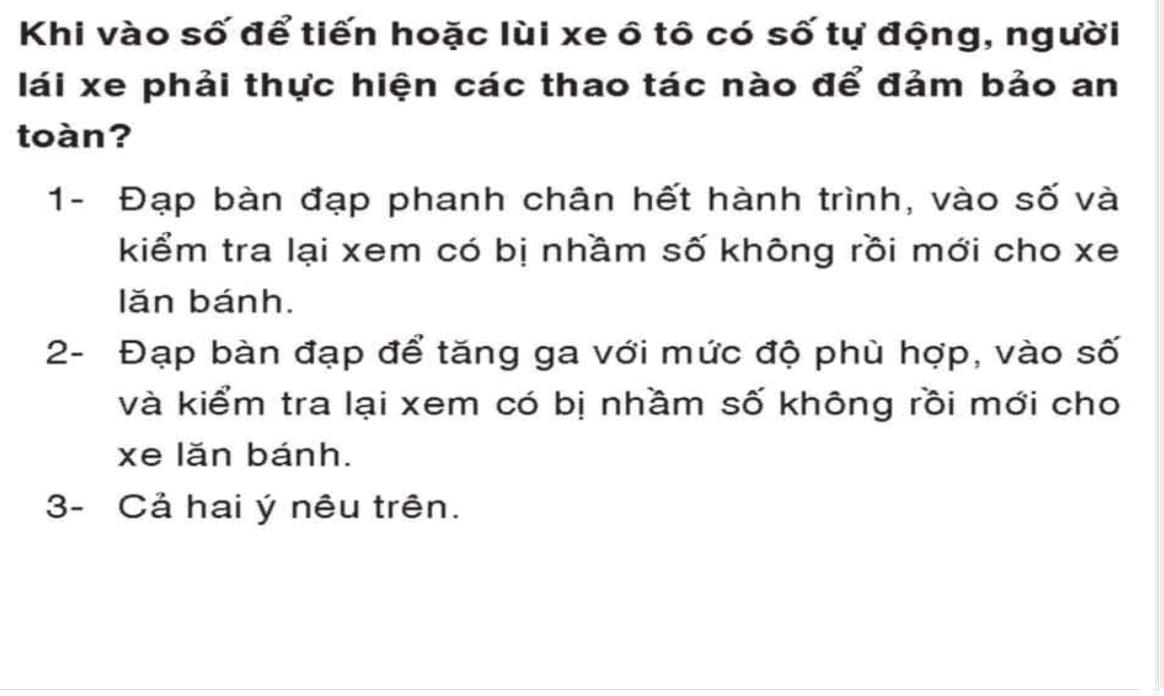 Khi vào số để tiến hoặc lùi xe ô tô có số tự động, người
lái xe phải thực hiện các thao tác nào để đảm bảo an
toàn?
1- Đạp bàn đạp phanh chân hết hành trình, vào số và
kiểm tra lại xem có bị nhầm số không rồi mới cho xe
lăn bánh.
2- Đạp bàn đạp để tăng ga với mức độ phù hợp, vào số
và kiểm tra lại xem có bị nhầm số không rồi mới cho
xe lăn bánh.
3- Cả hai ý nêu trên.